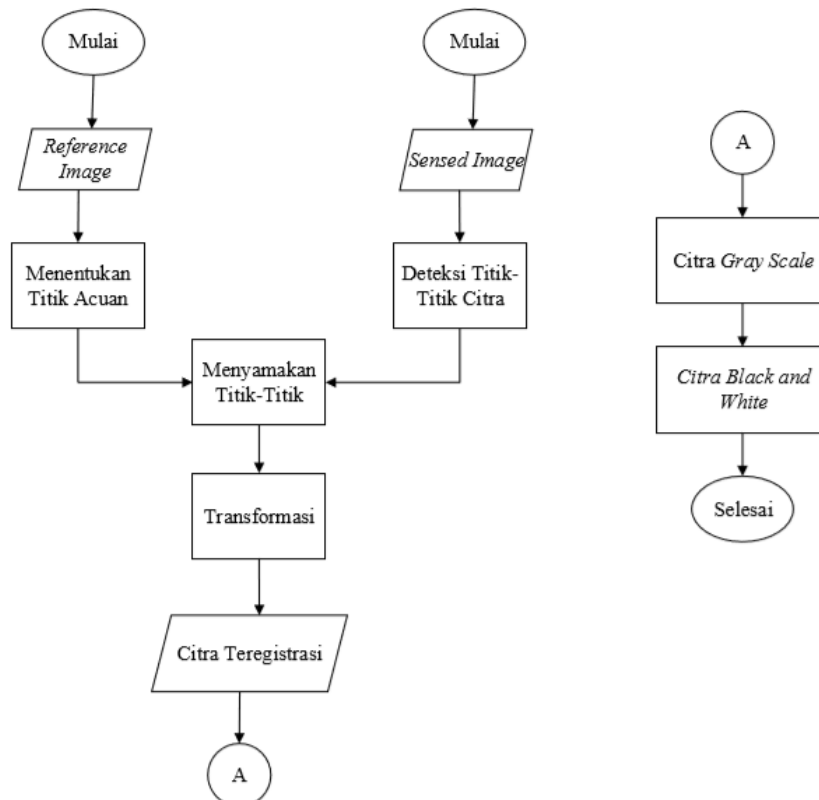 Mulai
Reference
Image
Menentukan
Titik Acuan
Mulai
Sensed Image
Deteksi Titik-
Titik Citra
Menyamakan
Titik-Titik
Transformasi
Citra Teregistrasi
A
A
Citra Gray Scale
Citra Black and
White
Selesai